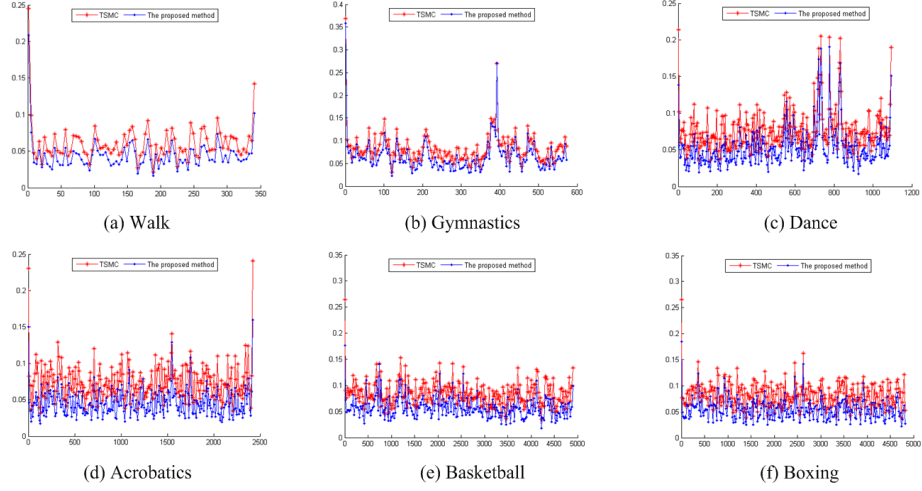 TSMC The proposed method
0.25
0.2
0.15
0.1
0.05
0
0 50 100 150 200 250 300 350
(a) Walk
TSMC The proposed method
0.4
0.35
0.3
0.25
0.2
0.15
0.1
0.05
0
0 100 200 300 400 500 600
(b) Gymnastics
TSMC The proposed method
0.25
0.2
0.15
0.1
0.05
0
0 200 400 600 800 1000 1200
(c) Dance
TSMC The proposed method
0.25
0.2
0.15
0.1
0.05
0
0 500 1000 1500 2000 2500
(d) Acrobatics
TSMC The proposed method
0.35
0.3
0.25
0.2
0.15
0.1
0.05
0
0 500 1000 1500 2000 2500 3000 3500 4000 4500 5000 5500
(e) Basketball
TSMC The proposed method
0.35
0.3
0.25
0.2
0.15
0.1
0.05
0
0 500 1000 1500 2000 2500 3000 3500 4000 4500 5000
(f) Boxing